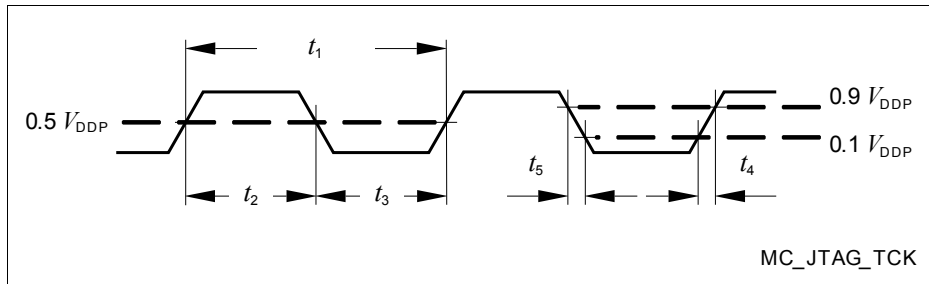 t1
0.5 VDDP
0.9 VDDP
0.1 VDDP
t5
t4
t2
t3
MC_JTAG_TCK